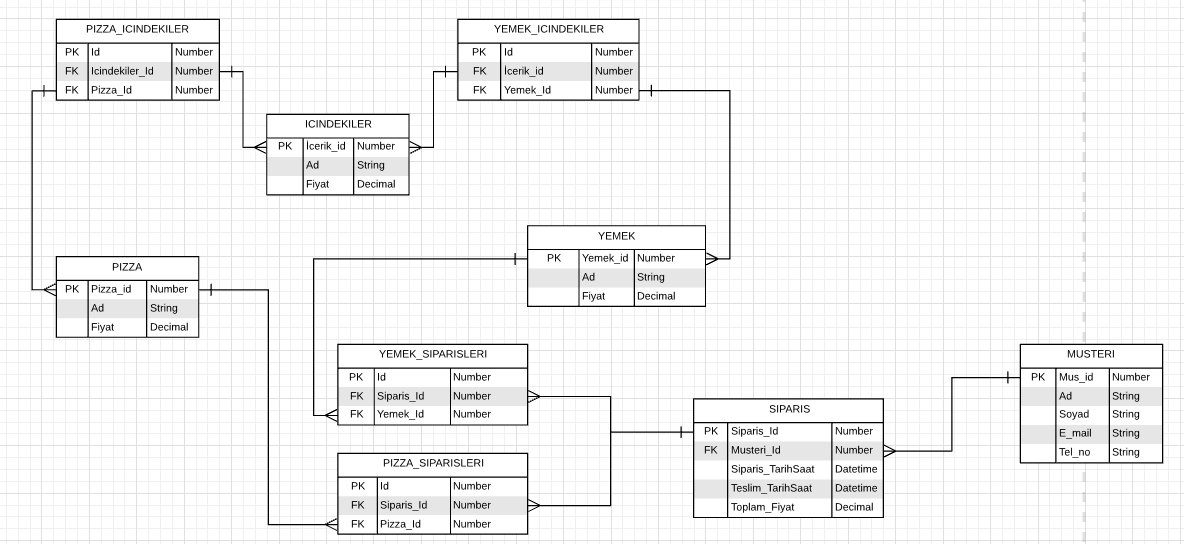 PIZZA_ICINDEKILER
PK Id Number
FK Icindekiler_Id Number
FK Pizza_Id Number
YEMEK_ICINDEKILER
PK Id Number
FK İcerik_id Number
FK Yemek_Id Number
ICINDEKILER
PK İcerik_id Number
Ad String
Fiyat Decimal
YEMEK
PK Yemek_id Number
Ad String
Fiyat Decimal
PIZZA
PK Pizza_id Number
Ad String
Fiyat Decimal
YEMEK_SIPARISLERI
PK Id Number
FK Siparis_Id Number
FK Yemek_Id Number
MUSTERI
PK Mus_id Number
Ad String
Soyad String
E_mail String
Tel_no String
SIPARIS
PK Siparis_Id Number
FK Musteri_Id Number
Siparis_TarihSaat Datetime
Teslim_TarihSaat Datetime
Toplam_Fiyat Decimal
PIZZA_SIPARISLERI
PK Id Number
FK Siparis_Id Number
FK Pizza_Id Number